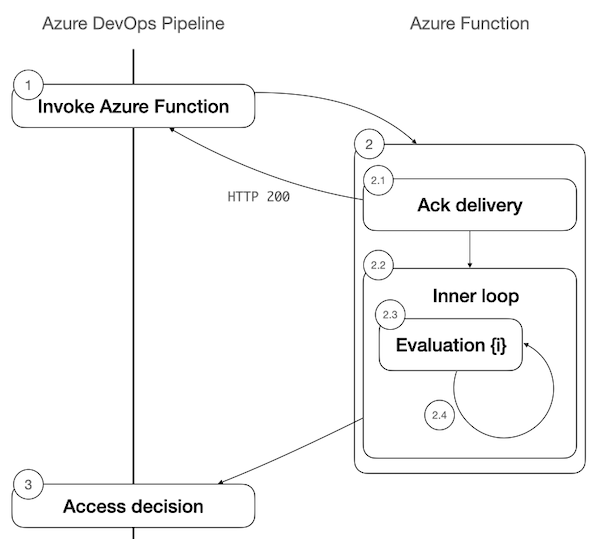 Azure DevOps Pipeline
Azure Function
1
Invoke Azure Function
2
2.1
Ack delivery
HTTP 200
2.2
Inner loop
2.3
Evaluation {i}
2.4
3
Access decision